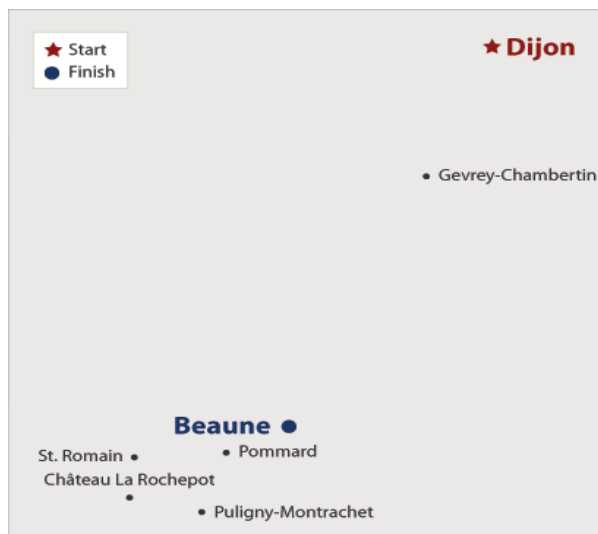 Start
Finish
Dijon
Gevrey-Chambertin
Beaune
St. Romain
Pommard
Château La Rochepot
Puligny-Montrachet